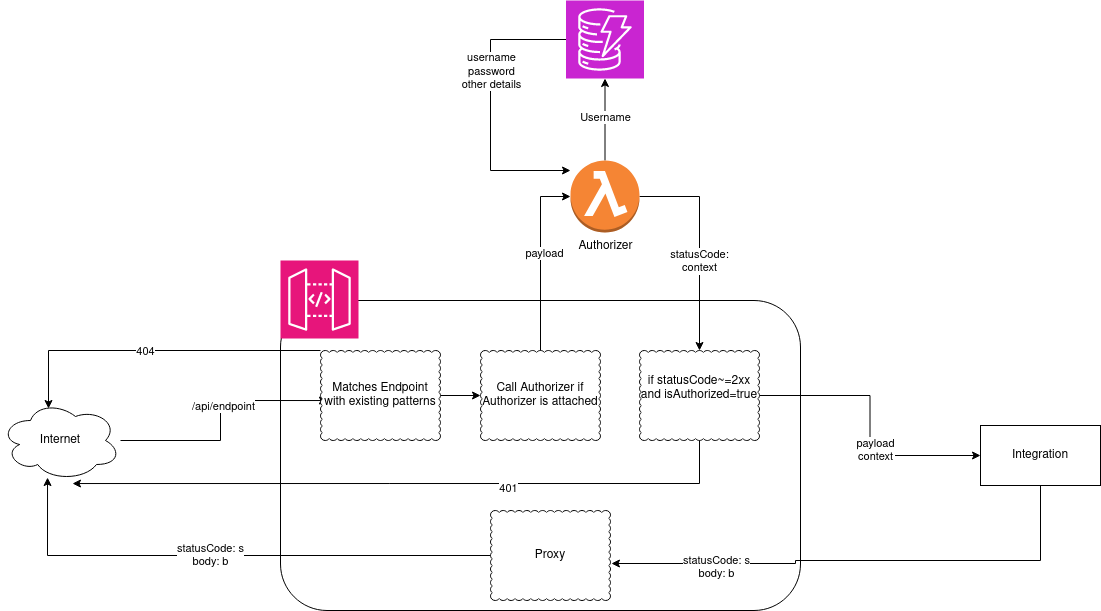 username
password
other details
Username
Authorizer
payload
statusCode:
context
</>
404
Matches Endpoint
with existing patterns
Call Authorizer if
Authorizer is attached
if statusCode~=2xx
and isAuthorized=true
/api/endpoint
Internet
payload
context
Integration
401
statusCode: s
body: b
Proxy
statusCode: s
body: b